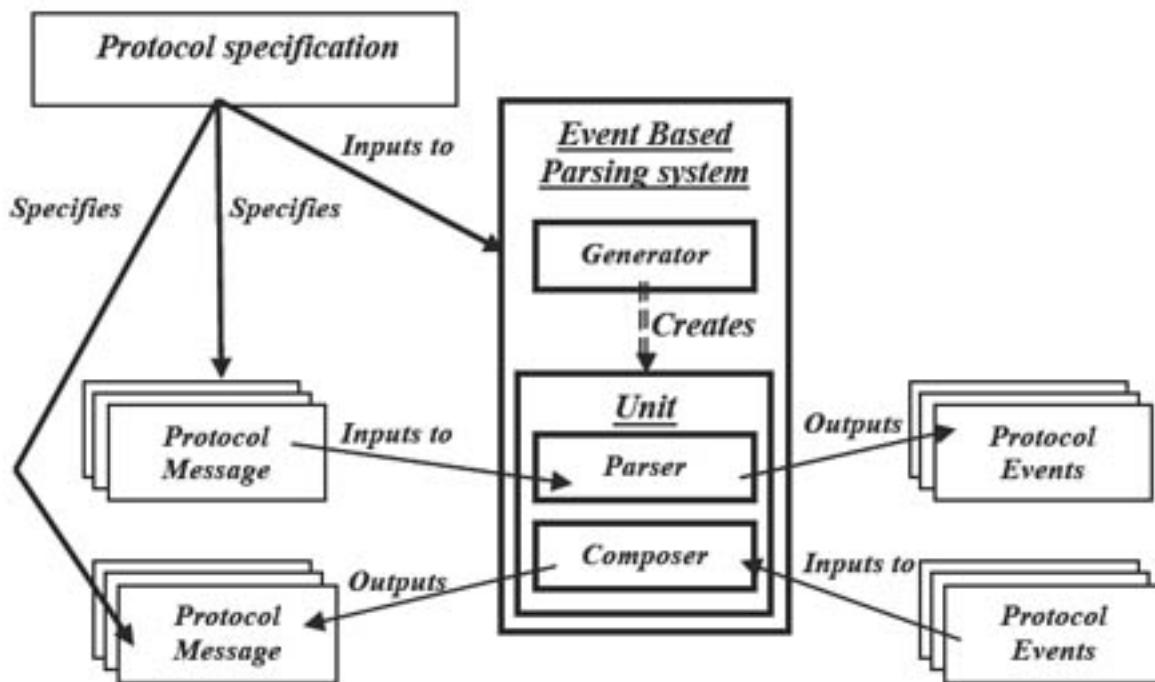 Protocol specification
Inputs to
Event Based
Parsing system
Specifies
Specifies
Generator
Creates
Unit
Protocol
Message
Inputs to
Parser
Outputs
Protocol
Events
Composer
Outputs
Inputs to
Protocol
Message
Protocol
Events